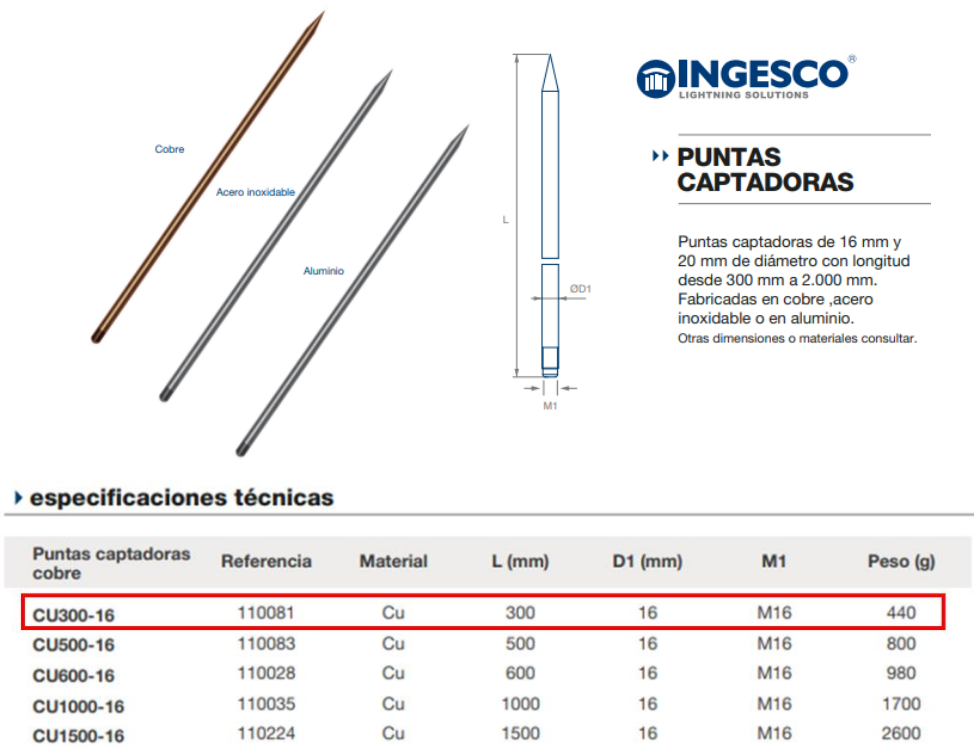 INGESCO®
LIGHTNING SOLUTIONS
PUNTAS
CAPTADORAS
Puntas captadoras de 16 mm y
20 mm de diámetro con longitud
desde 300 mm a 2.000 mm.
Fabricadas en cobre ,acero
inoxidable o en aluminio.
Otras dimensiones o materiales consultar.
Cobre
Acero inoxidable
Aluminio
L
ØD1
M1
especificaciones técnicas
Puntas captadoras
cobre
Referencia Material L (mm) D1 (mm) M1 Peso (g)
CU300-16 110081 Cu 300 16 M16 440
CU500-16 110083 Cu 500 16 M16 800
CU600-16 110028 Cu 600 16 M16 980
CU1000-16 110035 Cu 1000 16 M16 1700
CU1500-16 110224 Cu 1500 16 M16 2600